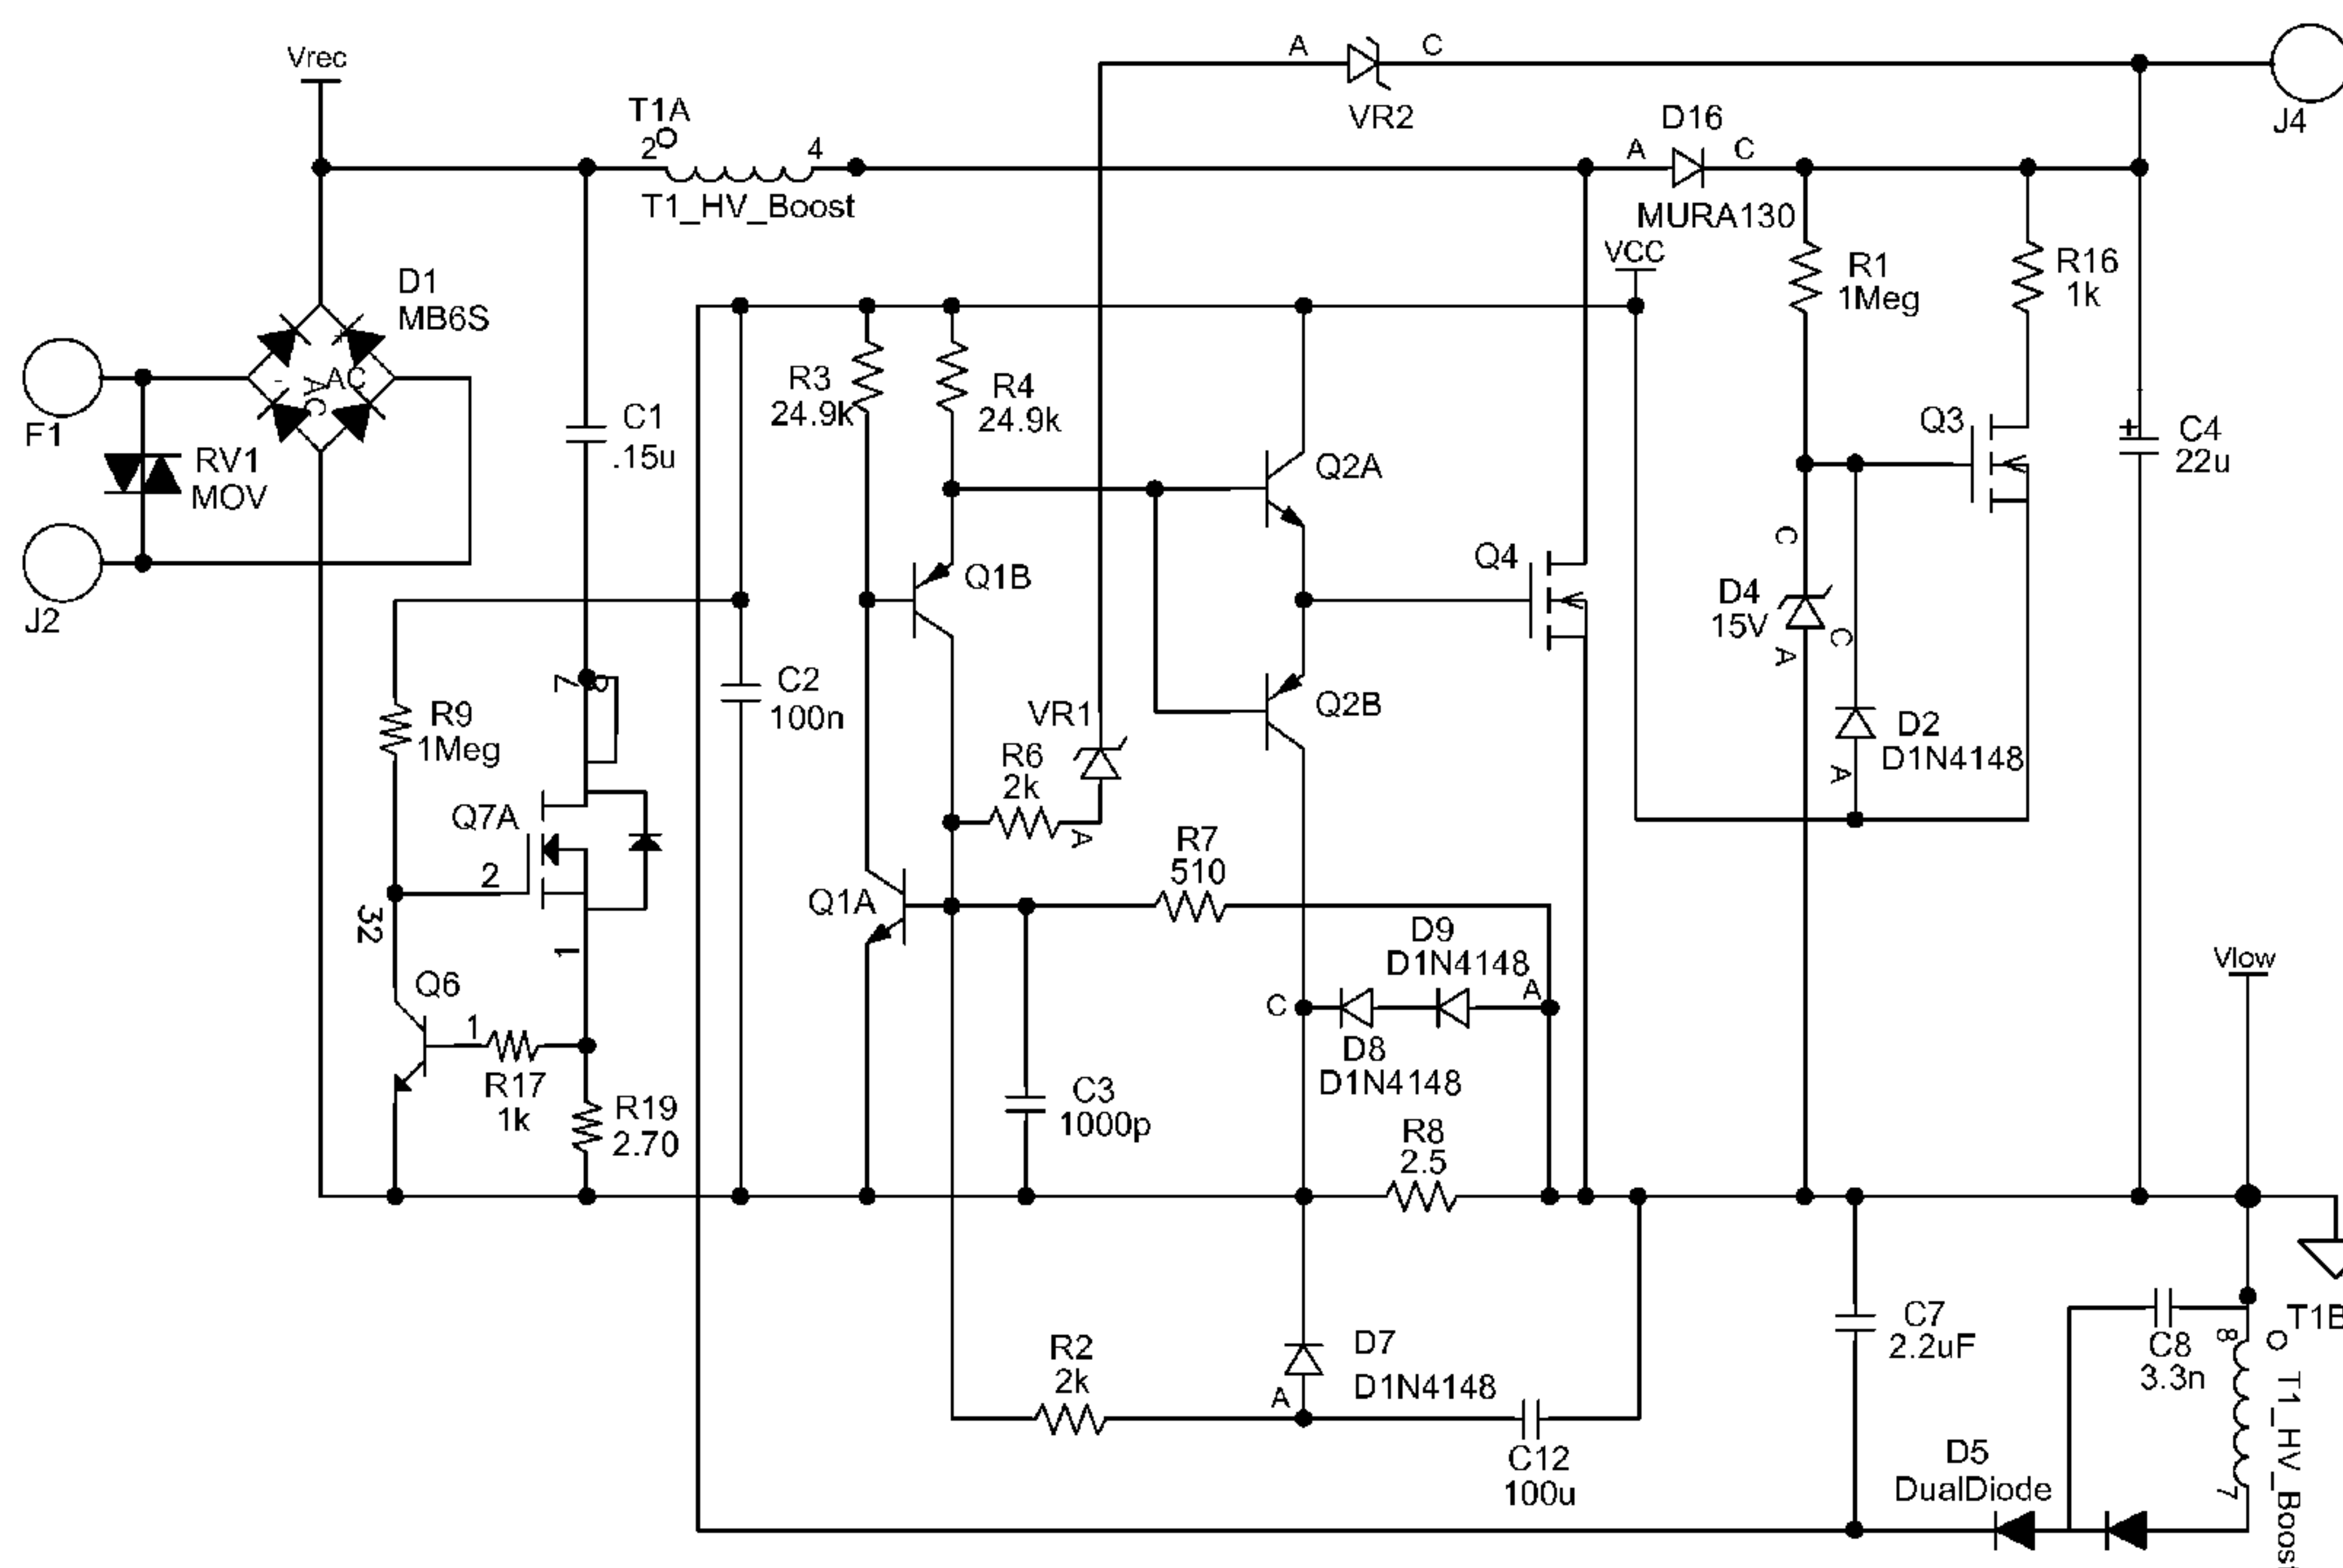 Vrec
A
C
VR2
J4
T1A
2
4
T1_HV_Boost
D16
A
C
MURA130
VCC
D1
MB6S
R1
1Meg
R16
1k
F1
-
AC
+
AC
RV1
MOV
C1
.15u
R3
24.9k
R4
24.9k
Q2A
Q3
+
C4
22u
J2
Q1B
Q4
C
D4
15V
A
C
7
8
C2
100n
Q2B
R9
1Meg
VR1
R6
2k
A
D2
D1N4148
A
Q7A
2
R7
510
Q1A
32
1
D9
D1N4148
A
Vlow
Q6
1
C
D8
D1N4148
R17
1k
R19
2.70
C3
1000p
R8
2.5
C7
2.2uF
T1B
8
C8
3.3n
R2
2k
D7
D1N4148
A
T1_HV_Boost
C12
100u
D5
DualDiode
7